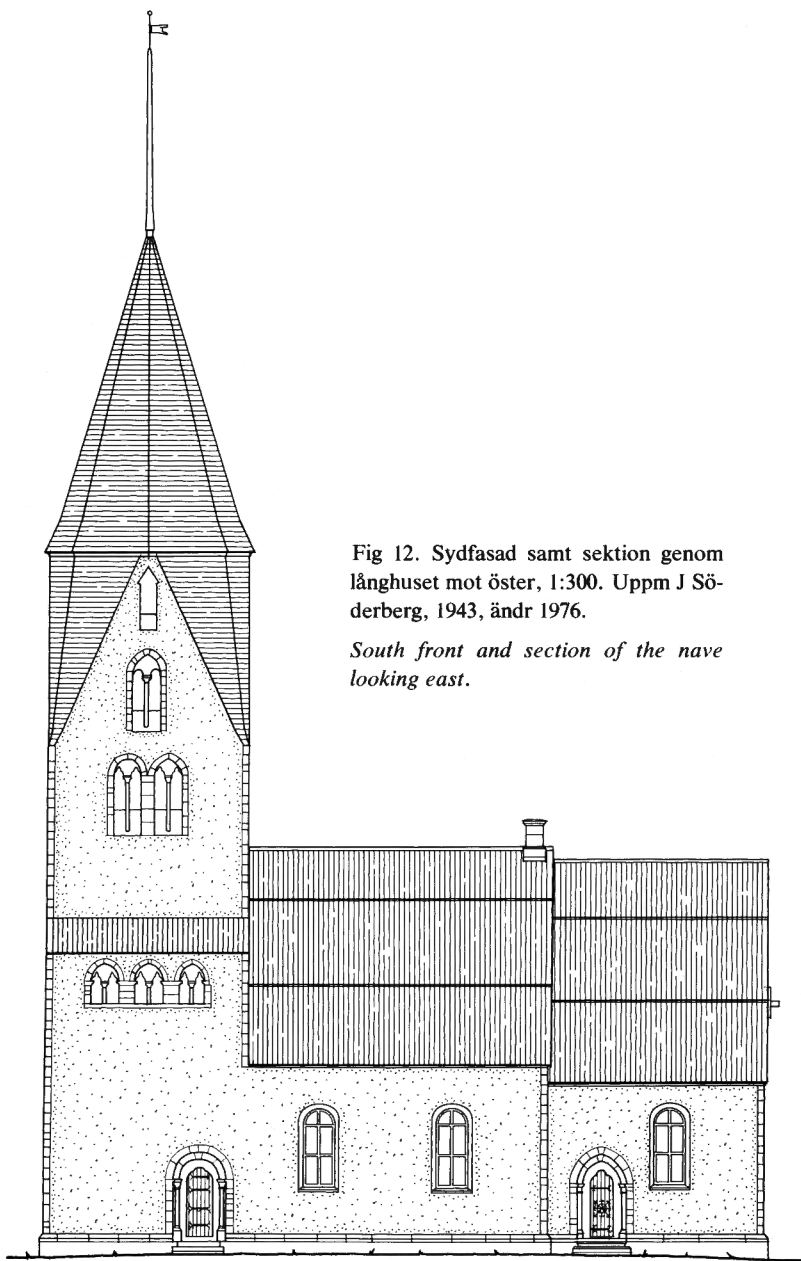 Fig 12. Sydfasad samt sektion genom
långhuset mot öster, 1:300. Uppm J Sö-
derberg, 1943, ändr 1976.
South front and section of the nave
looking east.